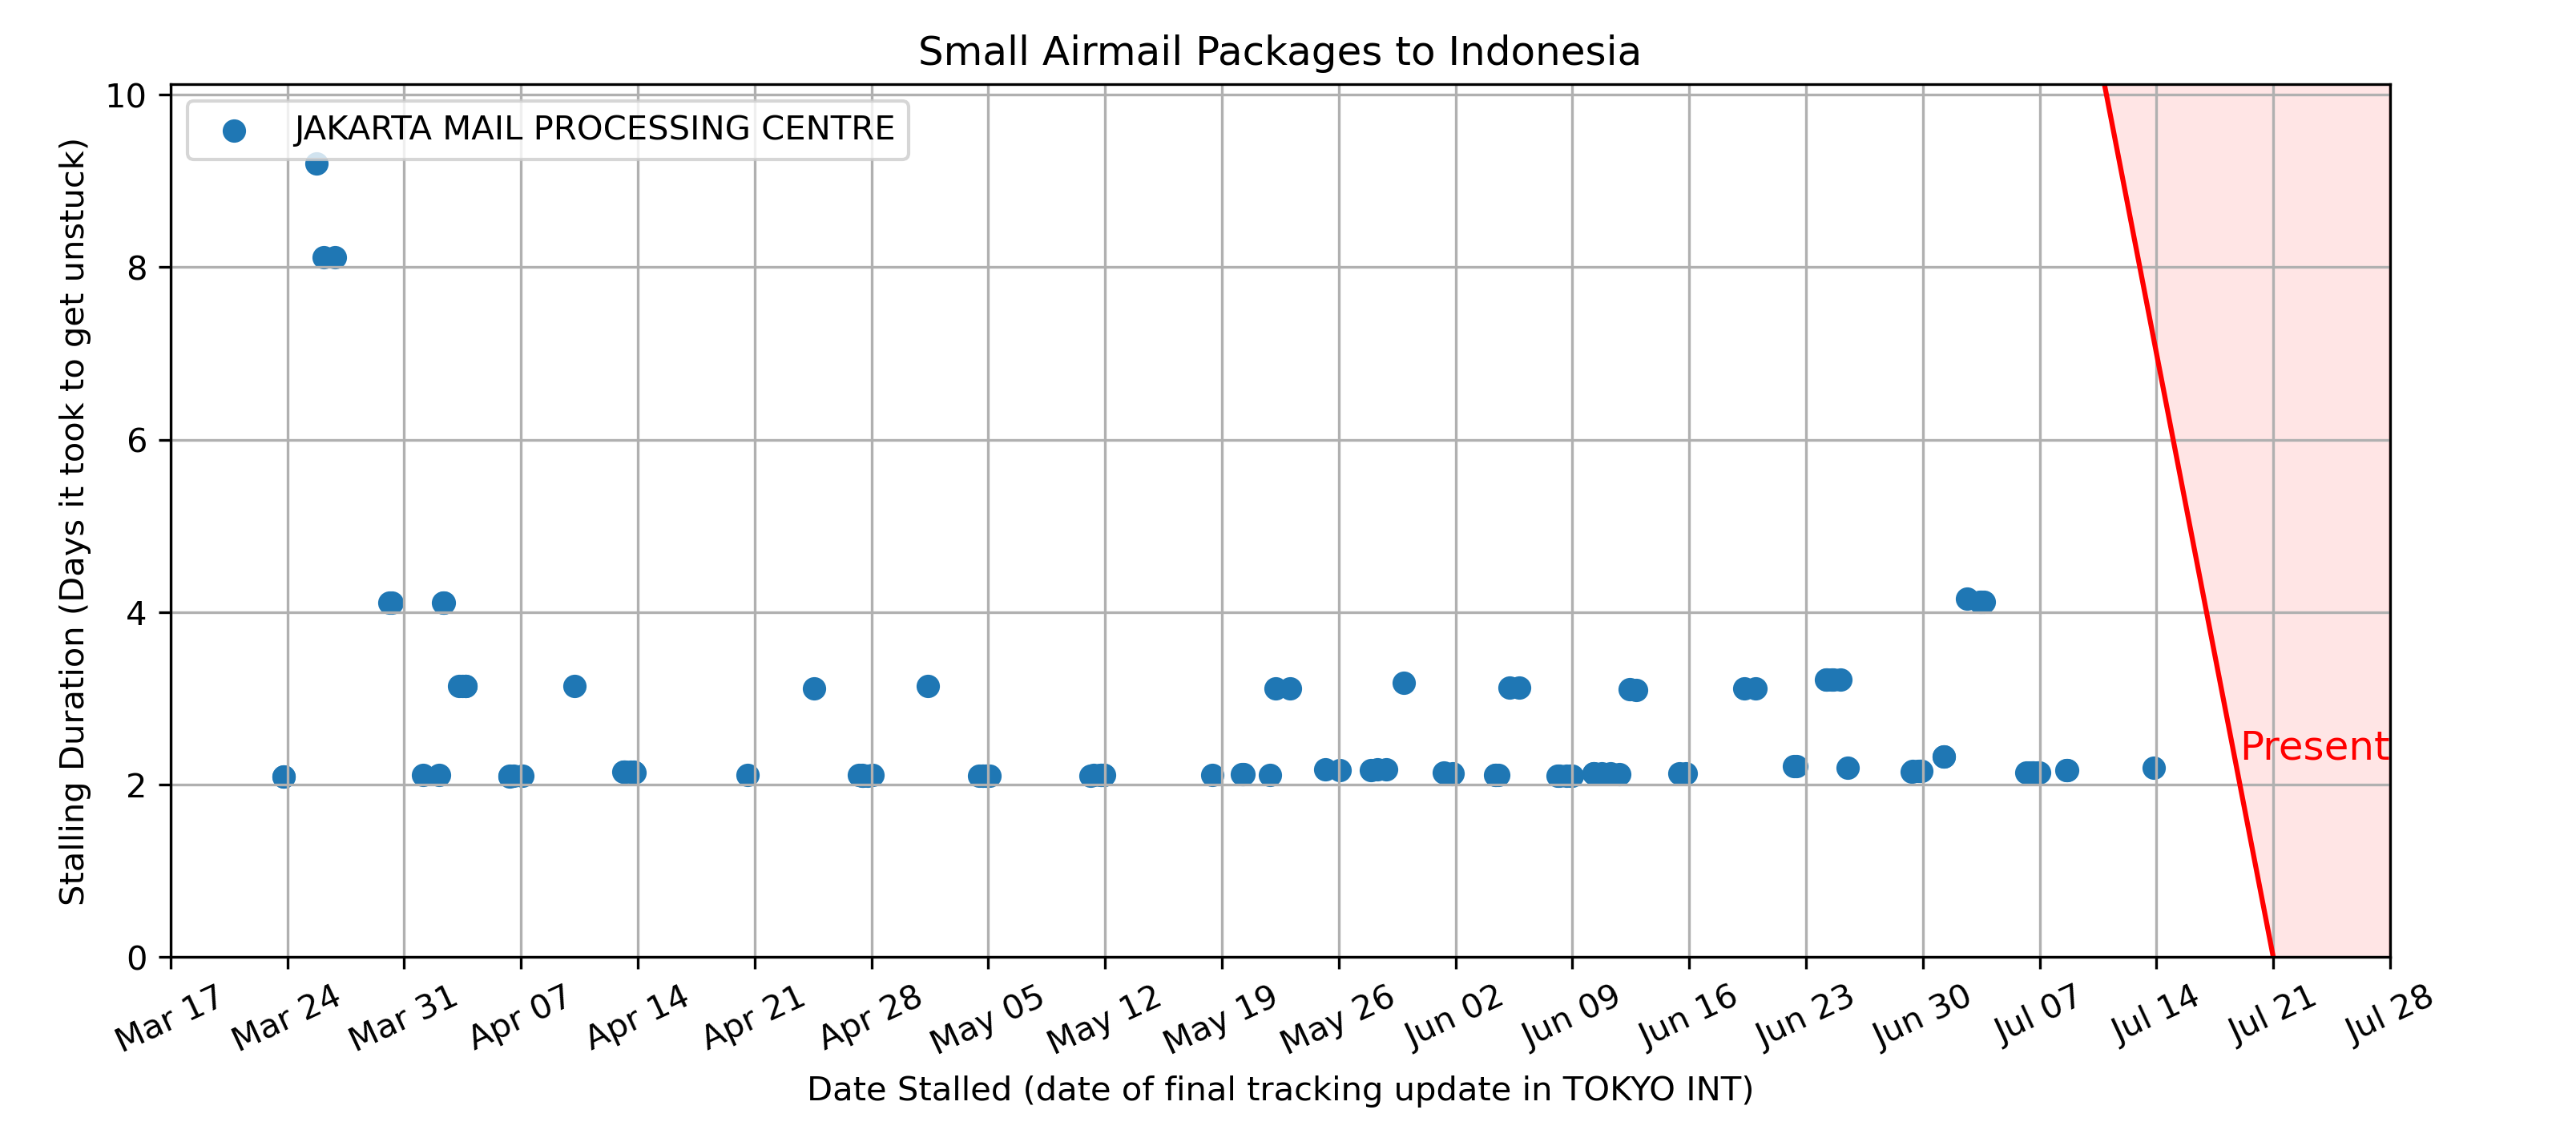 Small Airmail Packages to Indonesia
JAKARTA MAIL PROCESSING CENTRE
Stalling Duration (Days it took to get unstuck)
10
8
6
4
2
0
Present
Mar 17
Mar 24
Mar 31
Apr 07
Apr 14
Apr 21
Apr 28
May 05
May 12
May 19
May 26
Jun 02
Jun 09
Jun 16
Jun 23
Jun 30
Jul 07
Jul 14
Jul 21
Jul 28
Date Stalled (date of final tracking update in TOKYO INT)